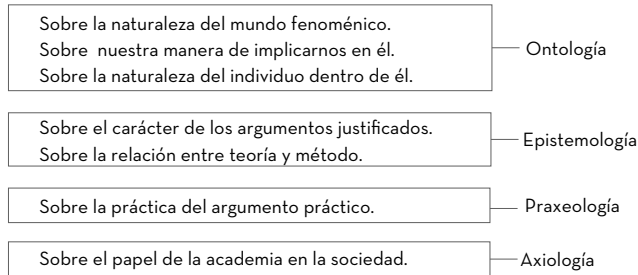 Sobre la naturaleza del mundo fenoménico.
Sobre nuestra manera de implicarnos en él.
Sobre la naturaleza del individuo dentro de él.
Ontología
Sobre el carácter de los argumentos justificados.
Sobre la relación entre teoría y método.
Epistemología
Sobre la práctica del argumento práctico.
Praxeología
Sobre el papel de la academia en la sociedad.
Axiología